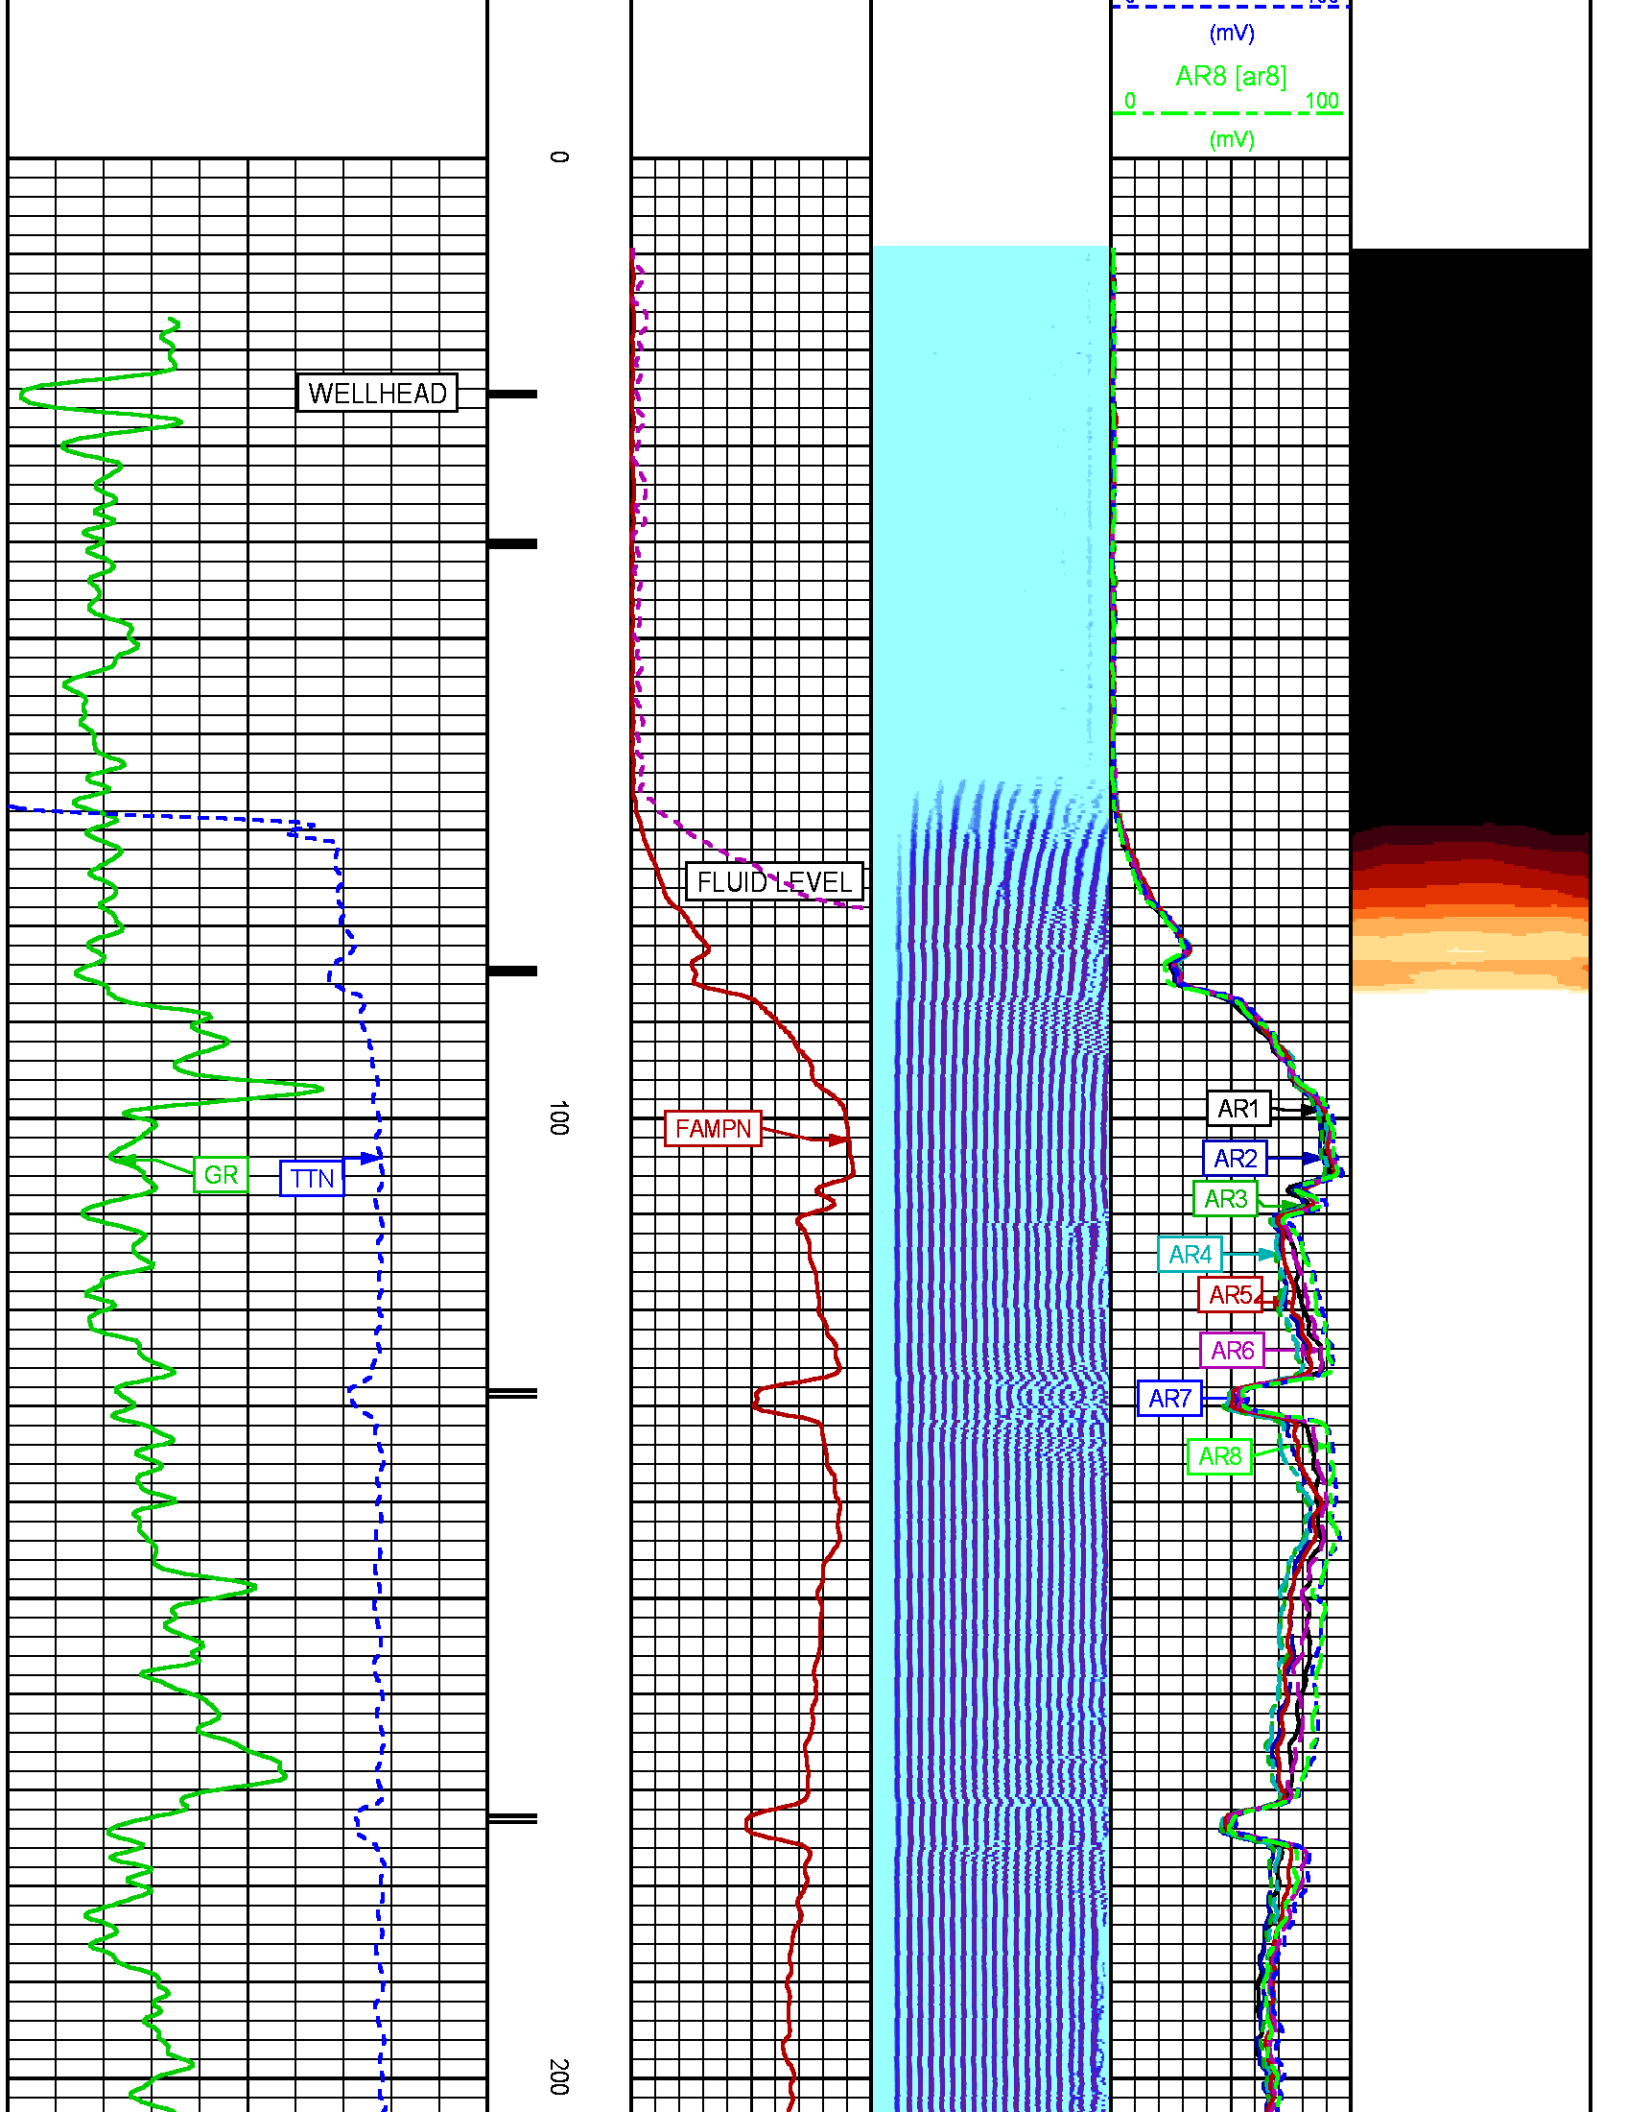 (mV)
AR8 [ar8]
0 100
(mV)
0
WELLHEAD
FLUID LEVEL
100
AR1
FAMPN
AR2
GR
TTN
AR3
AR4
AR5
AR6
AR7
AR8
200